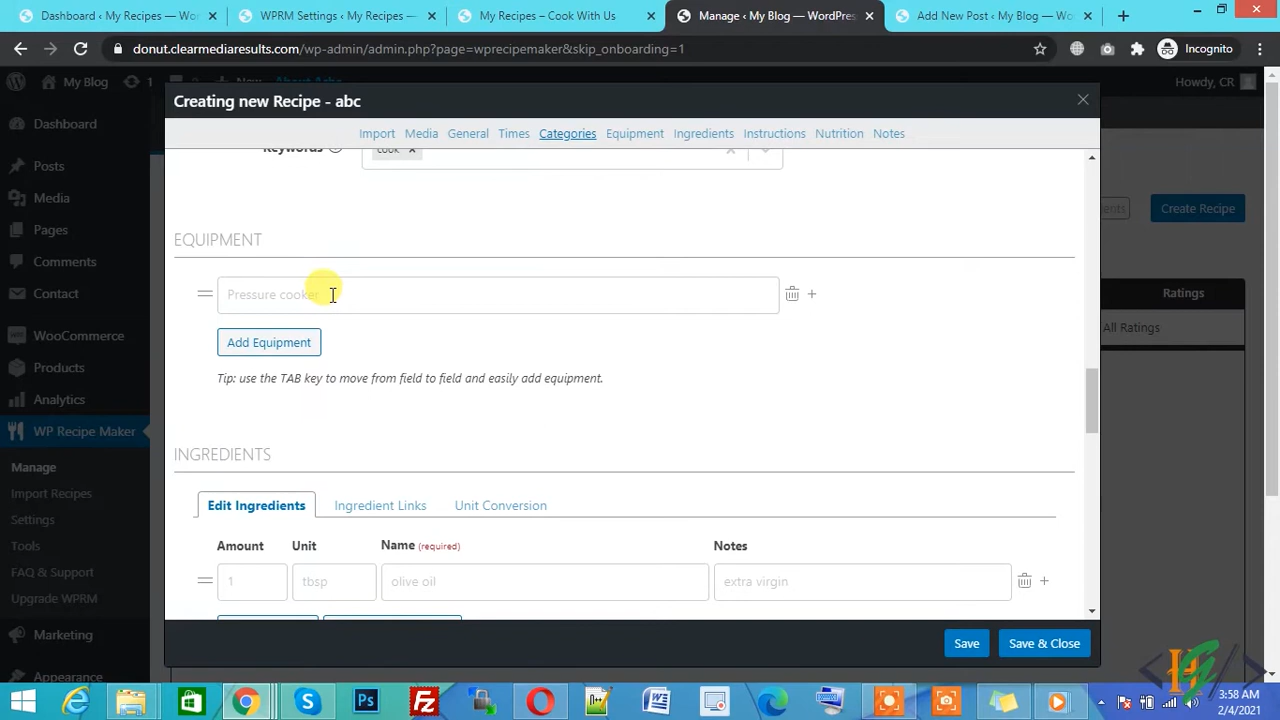 Dashboard ‹ My Recipes — WordP
WPRM Settings ‹ My Recipes —
My Recipes – Cook With Us
Manage ‹ My Blog — WordPress
Add New Post ‹ My Blog — Wo
donut.clearmediaresults.com/wp-admin/admin.php?page=wprecipemaker&skip_onboarding=1
Incognito
My Blog
1
New
About Astra
Howdy, CR
Creating new Recipe - abc
Import Media General Times Categories Equipment Ingredients Instructions Nutrition Notes
Dashboard
Posts
Media
Pages
Comments
Contact
WooCommerce
Products
Analytics
WP Recipe Maker
Manage
Import Recipes
Settings
Tools
FAQ & Support
Upgrade WPRM
Marketing
Appearance
Keywords
cook
EQUIPMENT
Pressure cooker
Add Equipment
Tip: use the TAB key to move from field to field and easily add equipment.
INGREDIENTS
Edit Ingredients Ingredient Links Unit Conversion
Amount Unit Name (required) Notes
1 tbsp olive oil extra virgin
Save Save & Close
Create Recipe
Ratings
All Ratings
3:58 AM
2/4/2021